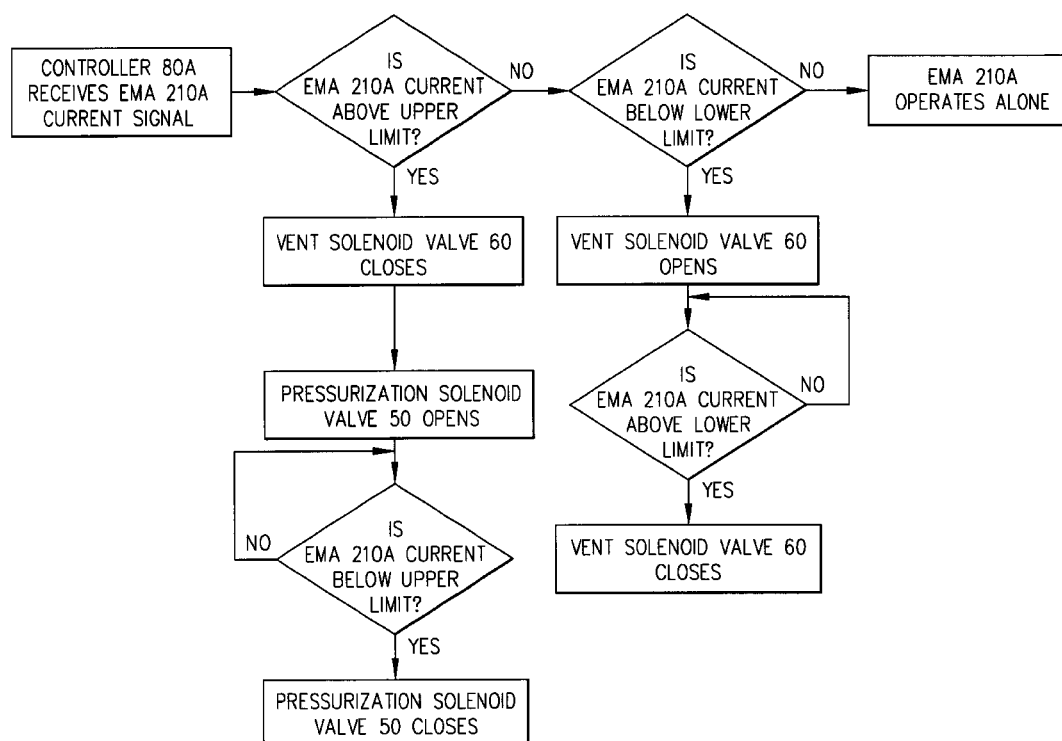 CONTROLLER 80A
RECEIVES EMA 210A
CURRENT SIGNAL
IS
EMA 210A CURRENT
ABOVE UPPER
LIMIT?
NO
IS
EMA 210A CURRENT
BELOW LOWER
LIMIT?
NO
EMA 210A
OPERATES ALONE
YES
VENT SOLENOID VALVE 60
CLOSES
PRESSURIZATION SOLENOID
VALVE 50 OPENS
NO
IS
EMA 210A CURRENT
BELOW UPPER
LIMIT?
YES
PRESSURIZATION SOLENOID
VALVE 50 CLOSES
YES
VENT SOLENOID VALVE 60
OPENS
IS
EMA 210A CURRENT
ABOVE LOWER
LIMIT?
NO
YES
VENT SOLENOID VALVE 60
CLOSES